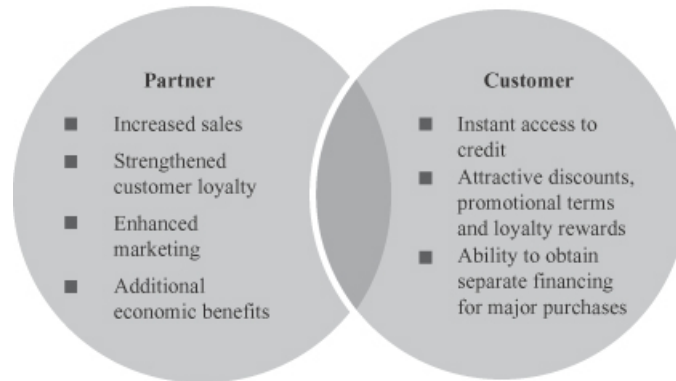 Partner
■ Increased sales
■ Strengthened
customer loyalty
■ Enhanced
marketing
■ Additional
economic benefits
Customer
■ Instant access to
credit
■ Attractive discounts,
promotional terms
and loyalty rewards
■ Ability to obtain
separate financing
for major purchases